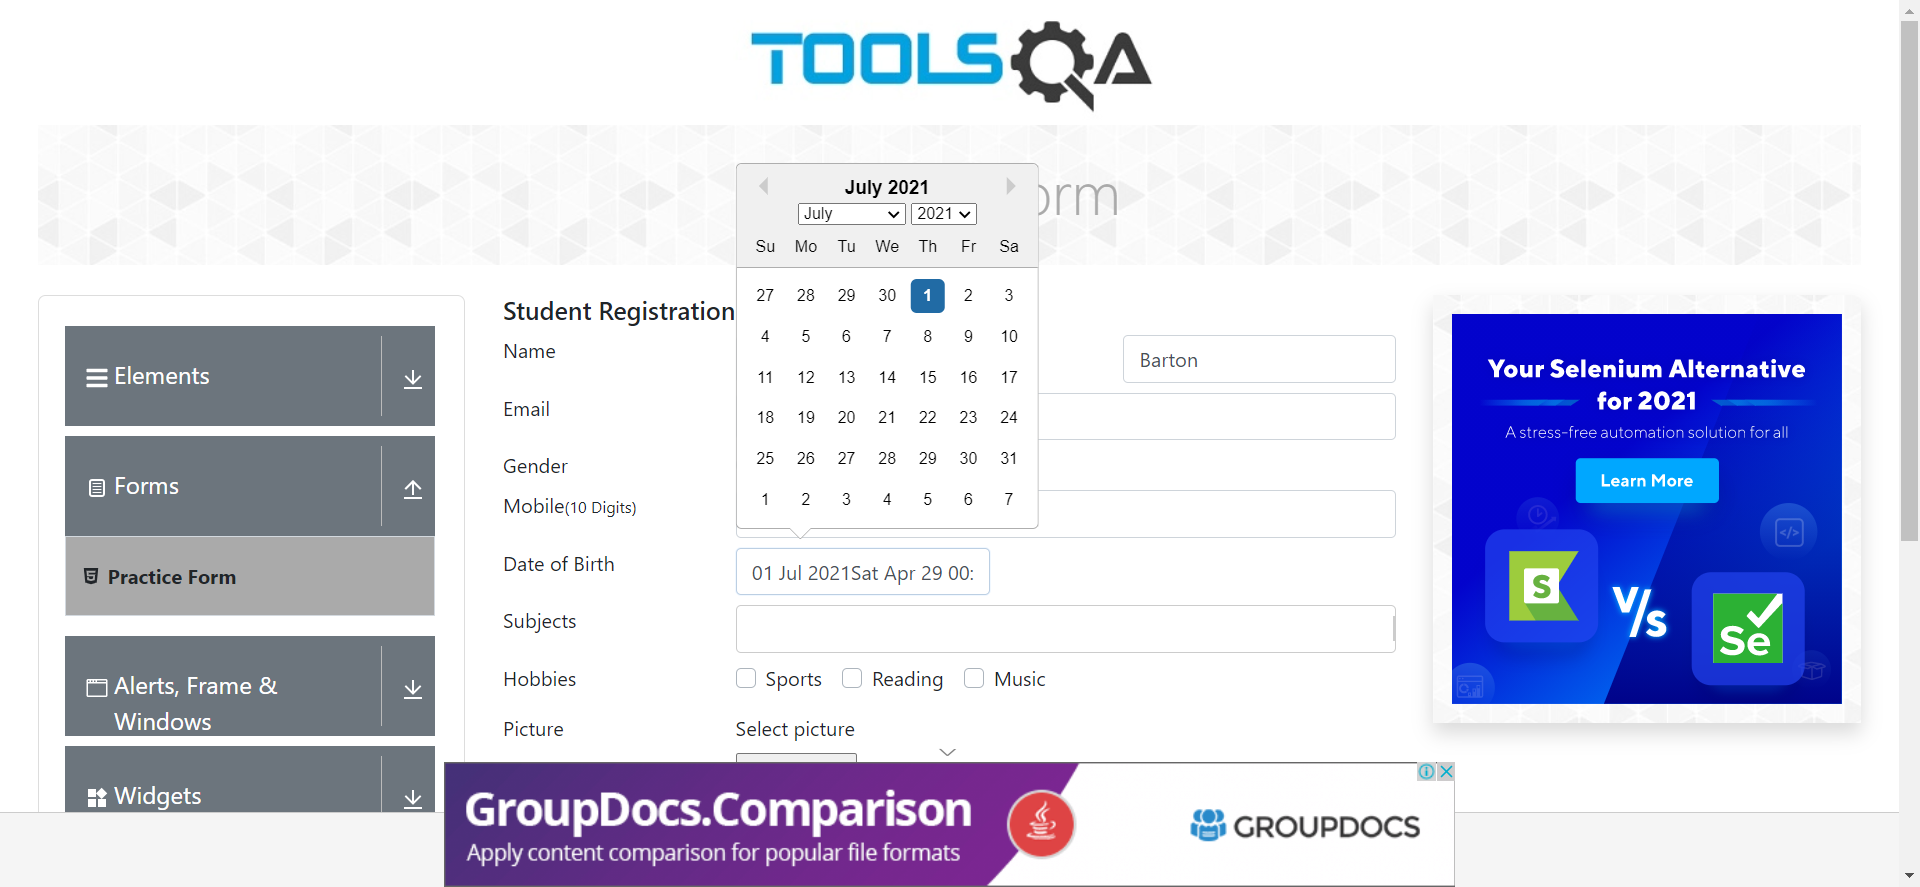 TOOLSQA
orm
July 2021
July 2021
Su Mo Tu We Th Fr Sa
27 28 29 30 1 2 3
4 5 6 7 8 9 10
11 12 13 14 15 16 17
18 19 20 21 22 23 24
25 26 27 28 29 30 31
1 2 3 4 5 6 7
Elements
Forms
Practice Form
Alerts, Frame &
Windows
Widgets
Student Registration
Name
Barton
Email
Gender
Mobile(10 Digits)
Date of Birth
01 Jul 2021Sat Apr 29 00:
Subjects
Hobbies
Sports Reading Music
Picture
Select picture
Your Selenium Alternative
for 2021
A stress-free automation solution for all
Learn More
</>
S
V/s
Se
GroupDocs.Comparison
Apply content comparison for popular file formats
GROUPDOCS